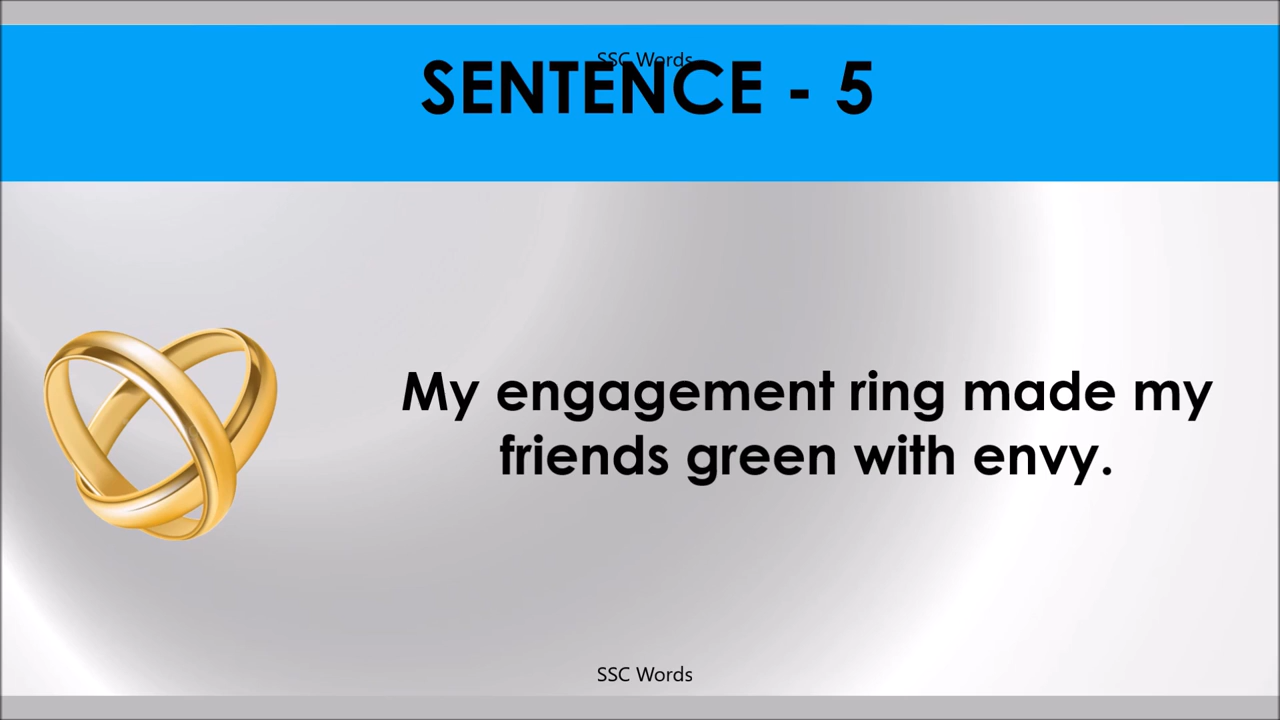 SSC Words
SENTENCE - 5
My engagement ring made my
friends green with envy.
SSC Words